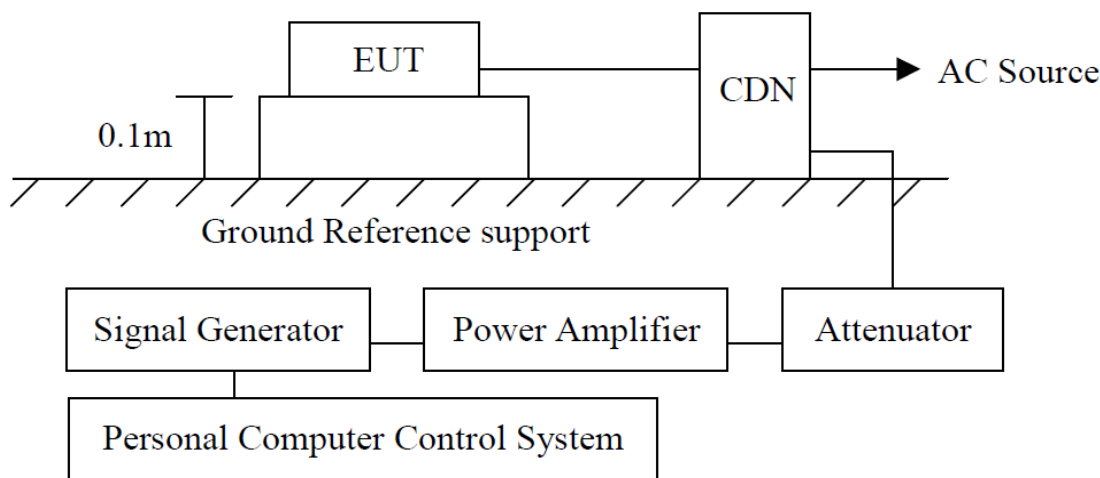 EUT
CDN
AC Source
0.1m
Ground Reference support
Signal Generator
Power Amplifier
Attenuator
Personal Computer Control System